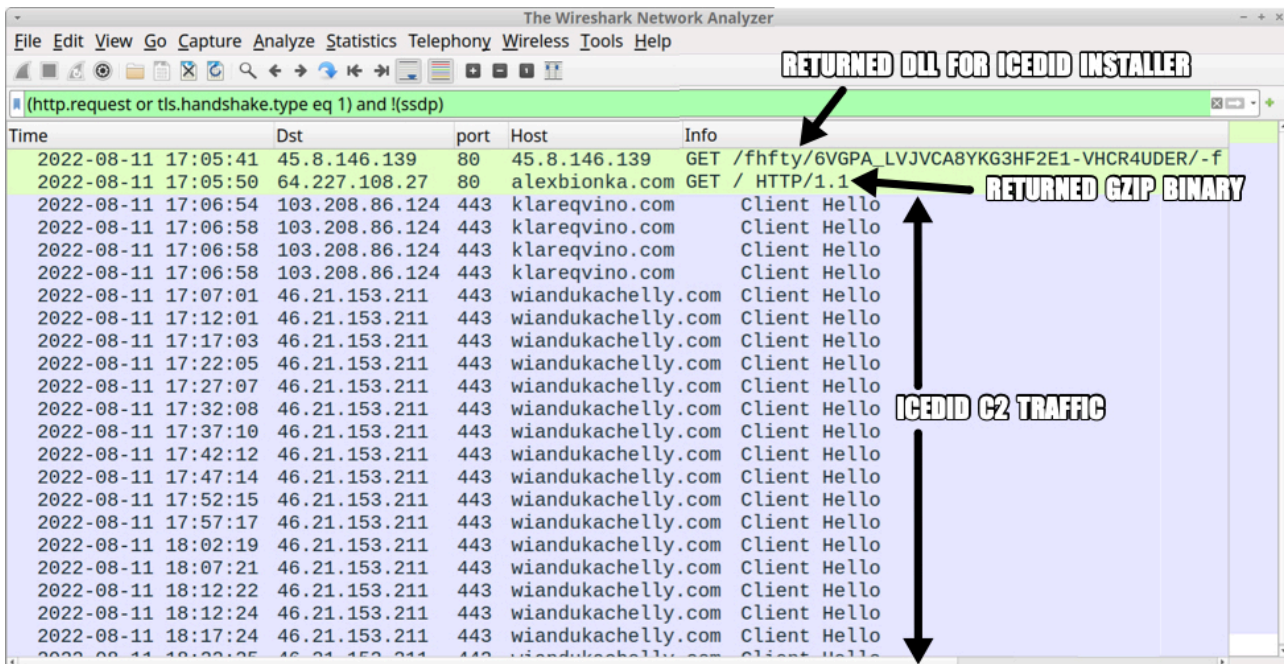 The Wireshark Network Analyzer
File Edit View Go Capture Analyze Statistics Telephony Wireless Tools Help
RETURNED DLL FOR ICEDID INSTALLER
(http.request or tls.handshake.type eq 1) and !(ssdp)
Time Dst port Host Info
2022-08-11 17:05:41 45.8.146.139 80 45.8.146.139 GET /fhfty/6VGPA_LVJVCA8YKG3HF2E1-VHCR4UDER/-f
2022-08-11 17:05:50 64.227.108.27 80 alexbionka.com GET / HTTP/1.1
RETURNED GZIP BINARY
2022-08-11 17:06:54 103.208.86.124 443 klareqvino.com Client Hello
2022-08-11 17:06:58 103.208.86.124 443 klareqvino.com Client Hello
2022-08-11 17:06:58 103.208.86.124 443 klareqvino.com Client Hello
2022-08-11 17:06:58 103.208.86.124 443 klareqvino.com Client Hello
2022-08-11 17:07:01 46.21.153.211 443 wiandukachelly.com Client Hello
2022-08-11 17:12:01 46.21.153.211 443 wiandukachelly.com Client Hello
2022-08-11 17:17:03 46.21.153.211 443 wiandukachelly.com Client Hello
2022-08-11 17:22:05 46.21.153.211 443 wiandukachelly.com Client Hello
2022-08-11 17:27:07 46.21.153.211 443 wiandukachelly.com Client Hello
2022-08-11 17:32:08 46.21.153.211 443 wiandukachelly.com Client Hello
ICEDID C2 TRAFFIC
2022-08-11 17:37:10 46.21.153.211 443 wiandukachelly.com Client Hello
2022-08-11 17:42:12 46.21.153.211 443 wiandukachelly.com Client Hello
2022-08-11 17:47:14 46.21.153.211 443 wiandukachelly.com Client Hello
2022-08-11 17:52:15 46.21.153.211 443 wiandukachelly.com Client Hello
2022-08-11 17:57:17 46.21.153.211 443 wiandukachelly.com Client Hello
2022-08-11 18:02:19 46.21.153.211 443 wiandukachelly.com Client Hello
2022-08-11 18:07:21 46.21.153.211 443 wiandukachelly.com Client Hello
2022-08-11 18:12:22 46.21.153.211 443 wiandukachelly.com Client Hello
2022-08-11 18:12:24 46.21.153.211 443 wiandukachelly.com Client Hello
2022-08-11 18:17:24 46.21.153.211 443 wiandukachelly.com Client Hello